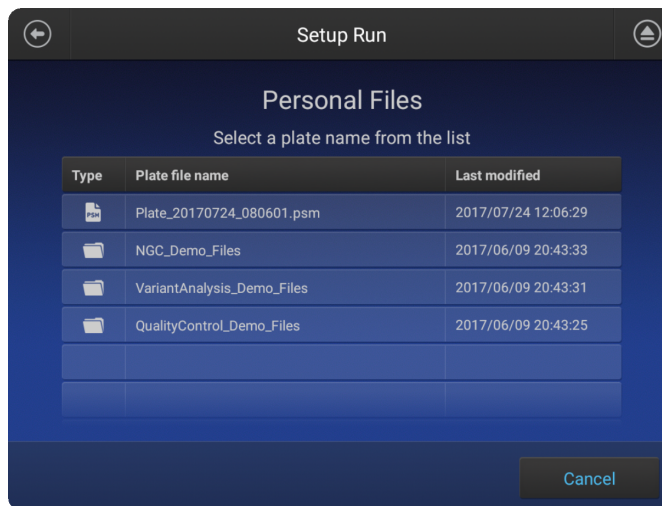 Setup Run
Personal Files
Select a plate name from the list
Type Plate file name Last modified
PSM Plate_20170724_080601.psm 2017/07/24 12:06:29
NGC_Demo_Files 2017/06/09 20:43:33
VariantAnalysis_Demo_Files 2017/06/09 20:43:31
QualityControl_Demo_Files 2017/06/09 20:43:25
Cancel